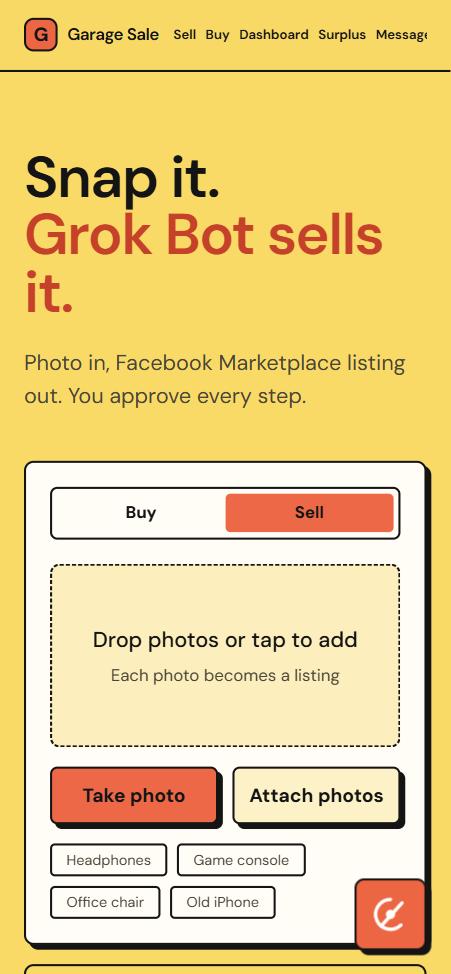 G Garage Sale Sell Buy Dashboard Surplus Message
Snap it.
Grok Bot sells
it.
Photo in, Facebook Marketplace listing
out. You approve every step.
Buy Sell
Drop photos or tap to add
Each photo becomes a listing
Take photo Attach photos
Headphones Game console
Office chair Old iPhone